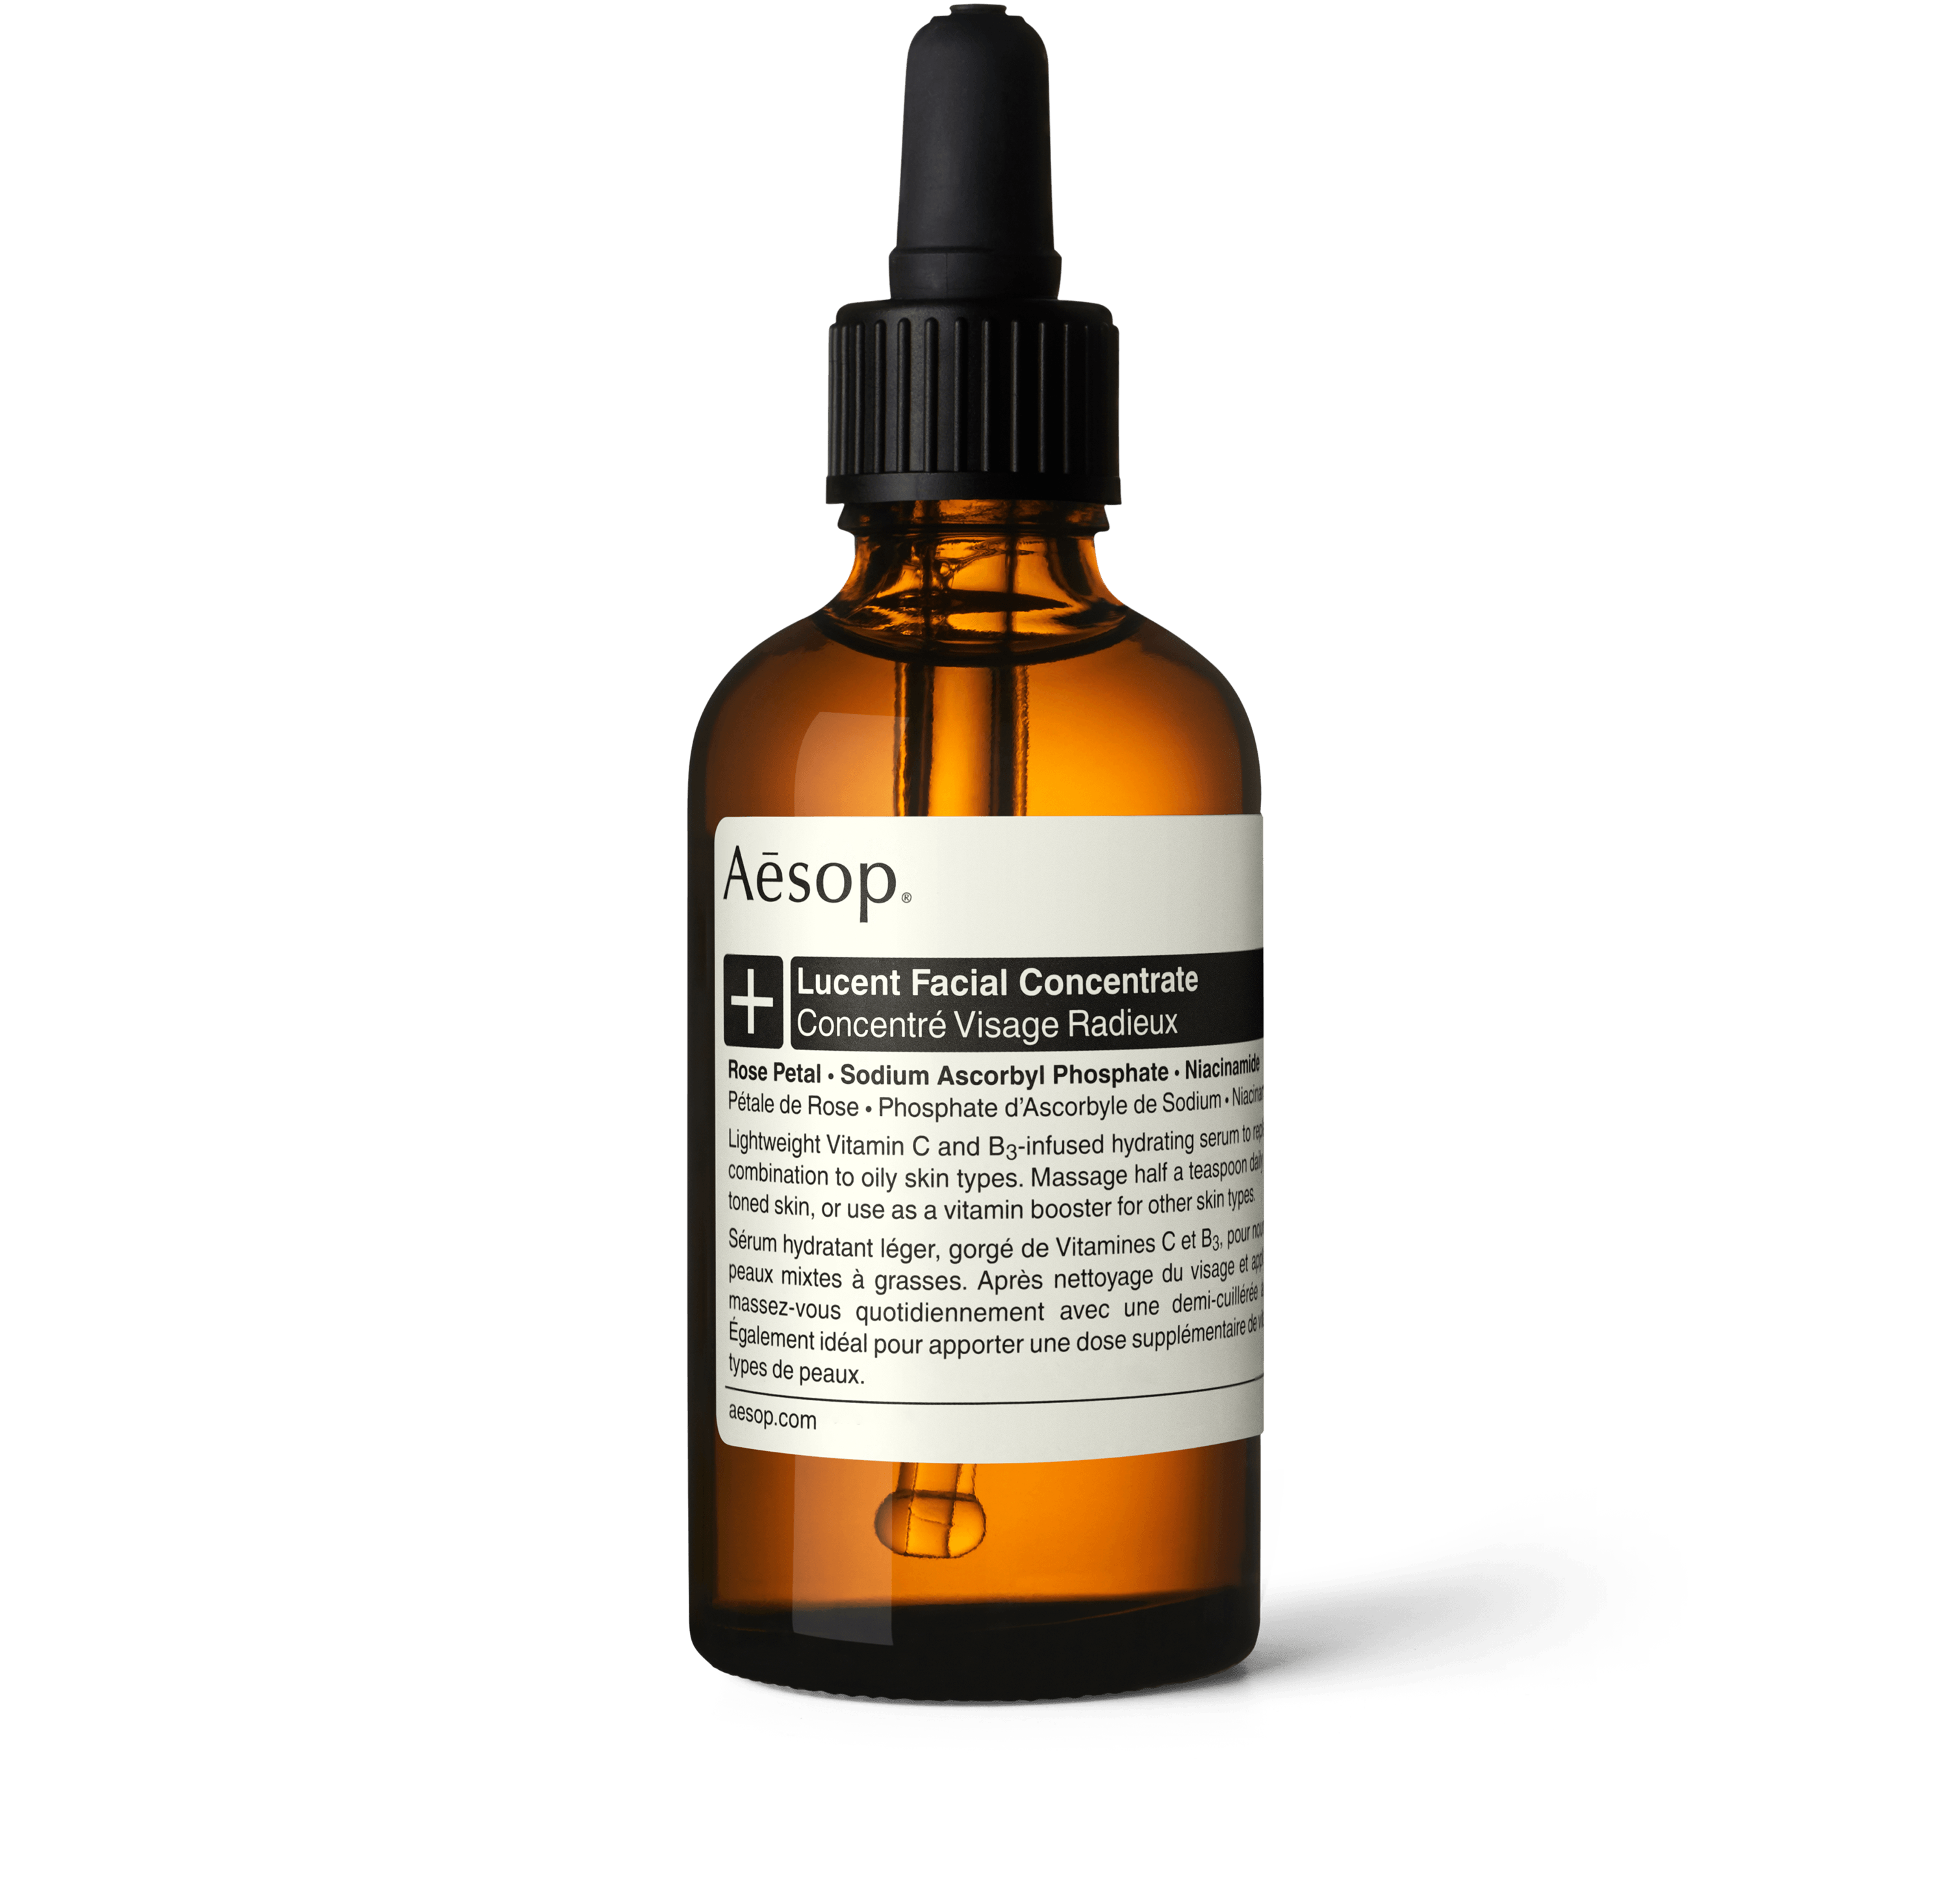 Aēsop®
Lucent Facial Concentrate
Concentré Visage Radieux
Rose Petal • Sodium Ascorbyl Phosphate • Niacinamide
Pétale de Rose • Phosphate d'Ascorbyle de Sodium •
Lightweight Vitamin C and B3-infused hydrating serum to
combination to oily skin types. Massage half a teaspoon
toned skin, or use as a vitamin booster for other skin types.
Sérum hydratant léger, gorgé de Vitamines C et B3, pour
peaux mixtes à grasses. Après nettoyage du visage et
massez-vous quotidiennement avec une demi-cuillérée
Également idéal pour apporter une dose supplémentaire de
types de peaux.
aesop.com